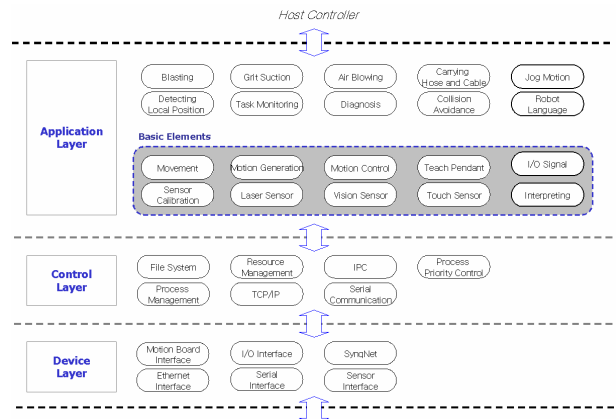 Host Controller
Blasting
Grit Suction
Air Blowing
Carrying
Hose and Cable
Jog Motion
Detecting
Local Position
Task Monitoring
Diagnosis
Collision
Avoidance
Robot
Language
Application
Layer
Basic Elements
Movement
Motion Generation
Motion Control
Teach Pendant
I/O Signal
Sensor
Calibration
Laser Sensor
Vision Sensor
Touch Sensor
Interpreting
Control
Layer
File System
Resource
Management
IPC
Process
Priority Control
Process
Management
TCP/IP
Serial
Communication
Device
Layer
Motion Board
Interface
I/O Interface
SynqNet
Ethernet
Interface
Serial
Interface
Sensor
Interface